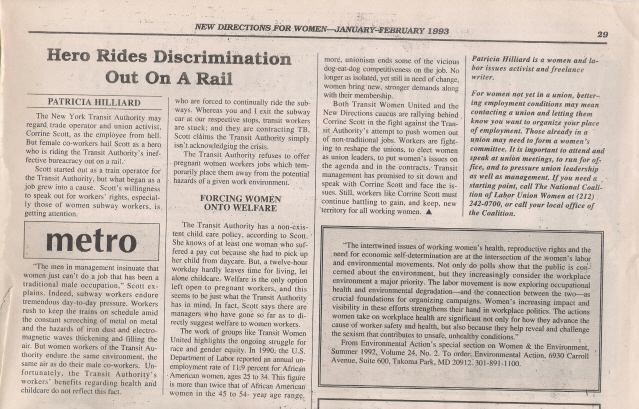 NEW DIRECTIONS FOR WOMEN—JANUARY-FEBRUARY 1993
29
Hero Rides Discrimination
Out On A Rail
PATRICIA HILLIARD
The New York Transit Authority may
regard trade operator and union activist,
Corrine Scott, as the employee from hell.
But female co-workers hail Scott as a hero
who is riding the Transit Authority's inef-
fective bureaucracy out on a rail.
Scott started out as a train operator for
the Transit Authority, but what began as a
job grew into a cause. Scott's willingness
to speak out for workers' rights, especial-
ly those of women subway workers, is
getting attention.
metro
"The men in management insinuate that
women just can't do a job that has been a
traditional male occupation," Scott ex-
plains. Indeed, subway workers endure
tremendous day-to-day pressure. Workers
rush to keep the trains on schedule amid
the constant screeching of metal on metal
and the hazards of iron dust and electro-
magnetic waves thickening and filling the
air. But women workers of the Transit Au-
thority endure the same environment, the
same air as do their male co-workers. Un-
fortunately, the Transit Authority's
workers' benefits regarding health and
childcare do not reflect this fact.
who are forced to continually ride the sub-
ways. Whereas you and I exit the subway
car at our respective stops, transit workers
are stuck; and they are contracting TB.
Scott claims the Transit Authority simply
isn't acknowledging the crisis.
The Transit Authority refuses to offer
pregnant women workers jobs which tem-
porarily place them away from the potential
hazards of a given work environment.
FORCING WOMEN
ONTO WELFARE
The Transit Authority has a non-exis-
tent child care policy, according to Scott.
She knows of at least one woman who suf-
fered a pay cut because she had to pick up
her child from daycare. But, a twelve-hour
workday hardly leaves time for living, let
alone childcare. Welfare is the only option
left open to pregnant workers, and this
seems to be just what the Transit Authority
has in mind. In fact, Scott says there are
managers who have gone so far as to di-
rectly suggest welfare to women workers.
The work of groups like Transit Women
United highlights the ongoing struggle for
race and gender equity. In 1990, the U.S.
Department of Labor reported an annual un-
employment rate of 11.9 percent for African
American women, ages 25 to 34. This figure
is more than twice that of African American
women in the 45 to 54- year age range.
more, unionism ends some of the vicious
dog-eat-dog competitiveness on the job. No
longer as isolated, yet still in need of change,
women bring new, stronger demands along
with their membership.
Both Transit Women United and the
New Directions caucus are rallying behind
Corrine Scott in the fight against the Tran-
sit Authority's attempt to push women out
of non-traditional jobs. Workers are fight-
ing to reshape the unions, to elect women
as union leaders, to put women's issues on
the agenda and in the contracts. Transit
management has promised to sit down and
speak with Corrine Scott and face the is-
sues. Still, workers like Corrine Scott must
continue battling to gain, and keep, new
territory for all working women. ▲
Patricia Hilliard is a women and la-
bor issues activist and freelance
writer.
For women not yet in a union, better-
ing employment conditions may mean
contacting a union and letting them
know you want to organize your place
of employment. Those already in a
union may need to form a women's
committee. It is important to attend and
speak at union meetings, to run for of-
fice, and to pressure union leadership
as well as management. If you need a
starting point, call The National Coali-
tion of Labor Union Women at (212)
242-0700, or call your local office of
the Coalition.
"The intertwined issues of working women's health, reproductive rights and the
need for economic self-determination are at the intersection of the women's labor
and environmental movements. Not only do polls show that the public is con-
cerned about the environment, but they increasingly consider the workplace
environment a major priority. The labor movement is now exploring occupational
health and environmental degradation—and the connection between the two—as
crucial foundations for organizing campaigns. Women's increasing impact and
visibility in these efforts strengthens their hand in workplace politics. The actions
women take on workplace health are significant not only for how they advance the
cause of worker safety and health, but also because they help reveal and challenge
the sexism that contributes to unsafe, unhealthy conditions."
From Environmental Action's special section on Women & the Environment,
Summer 1992, Volume 24, No. 2. To order: Environmental Action, 6930 Carroll
Avenue, Suite 600, Takoma Park, MD 20912. 301-891-1100.